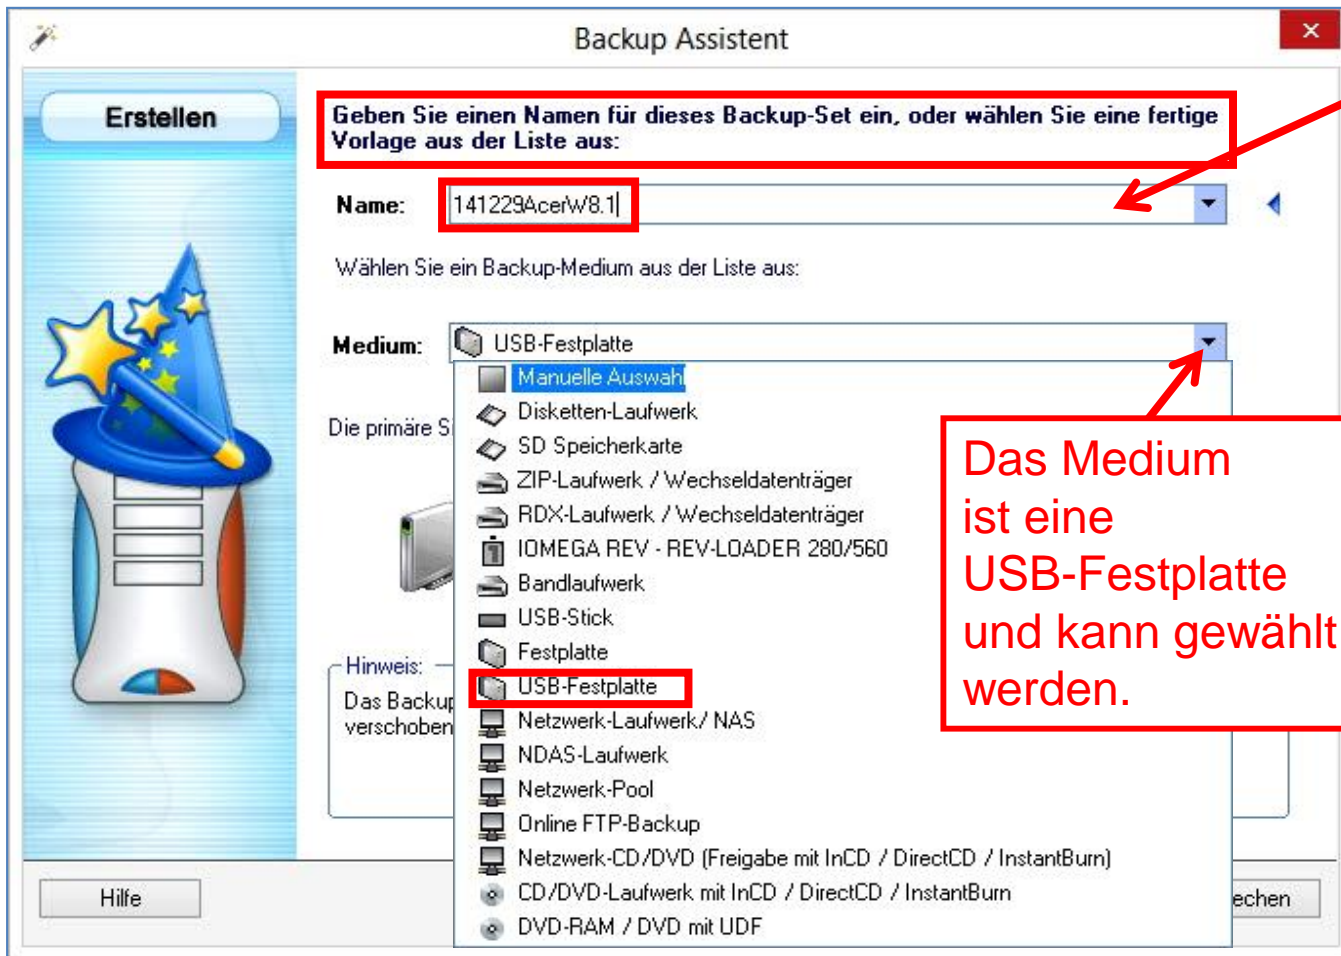 Backup Assistent
Erstellen
Geben Sie einen Namen für dieses Backup-Set ein, oder wählen Sie eine fertige
Vorlage aus der Liste aus:
Name:
141229AcerW8.1
Wählen Sie ein Backup-Medium aus der Liste aus:
Medium:
USB-Festplatte
Manuelle Auswahl
Disketten-Laufwerk
Die primäre
SD Speicherkarte
ZIP-Laufwerk / Wechseldatenträger
RDX-Laufwerk / Wechseldatenträger
IOMEGA REV - REV-LOADER 280/560
Bandlaufwerk
USB-Stick
Festplatte
USB-Festplatte
Netzwerk-Laufwerk/ NAS
NDAS-Laufwerk
Netzwerk-Pool
Online FTP-Backup
Netzwerk-CD/DVD (Freigabe mit InCD / DirectCD / InstantBurn)
CD/DVD-Laufwerk mit InCD / DirectCD / InstantBurn
DVD-RAM / DVD mit UDF
Das Medium
ist eine
USB-Festplatte
und kann gewählt
werden.
Hinweis:
Das Backup
verschoben
Hilfe
echen